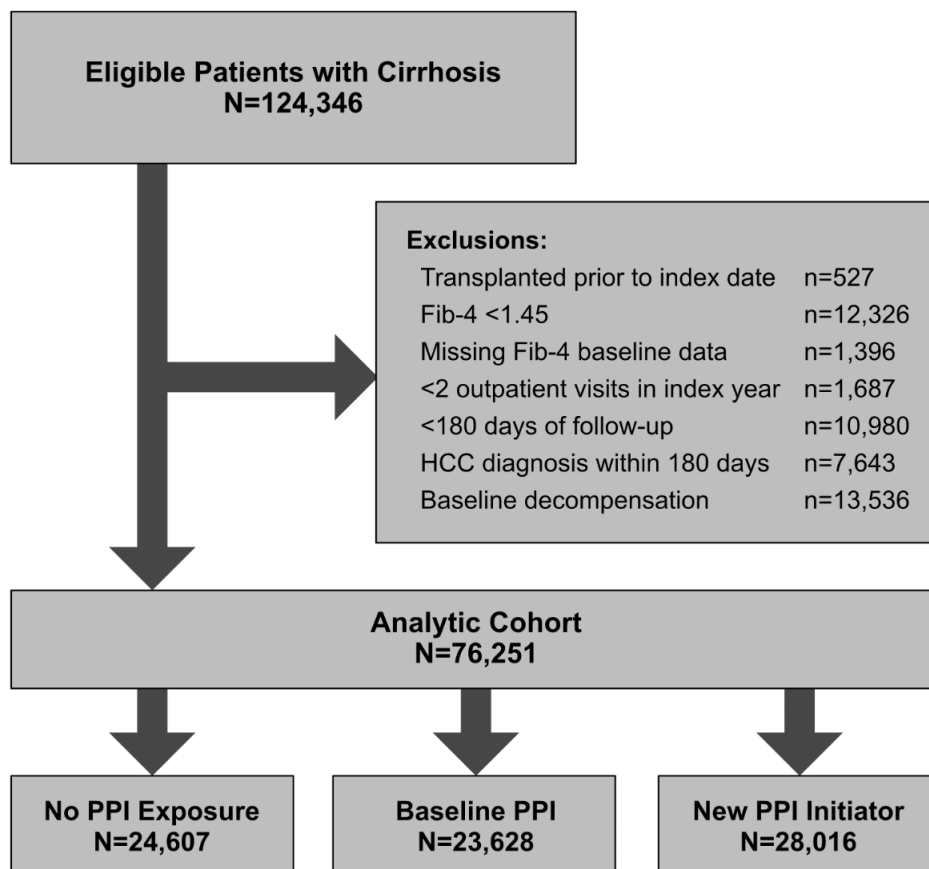 Eligible Patients with Cirrhosis
N=124,346
Exclusions:
Transplanted prior to index date n=527
Fib-4 <1.45 n=12,326
Missing Fib-4 baseline data n=1,396
<2 outpatient visits in index year n=1,687
<180 days of follow-up n=10,980
HCC diagnosis within 180 days n=7,643
Baseline decompensation n=13,536
Analytic Cohort
N=76,251
No PPI Exposure
N=24,607
Baseline PPI
N=23,628
New PPI Initiator
N=28,016